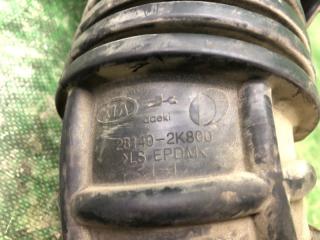 KIA
daeki
28140-2K800
>LS EPDM<